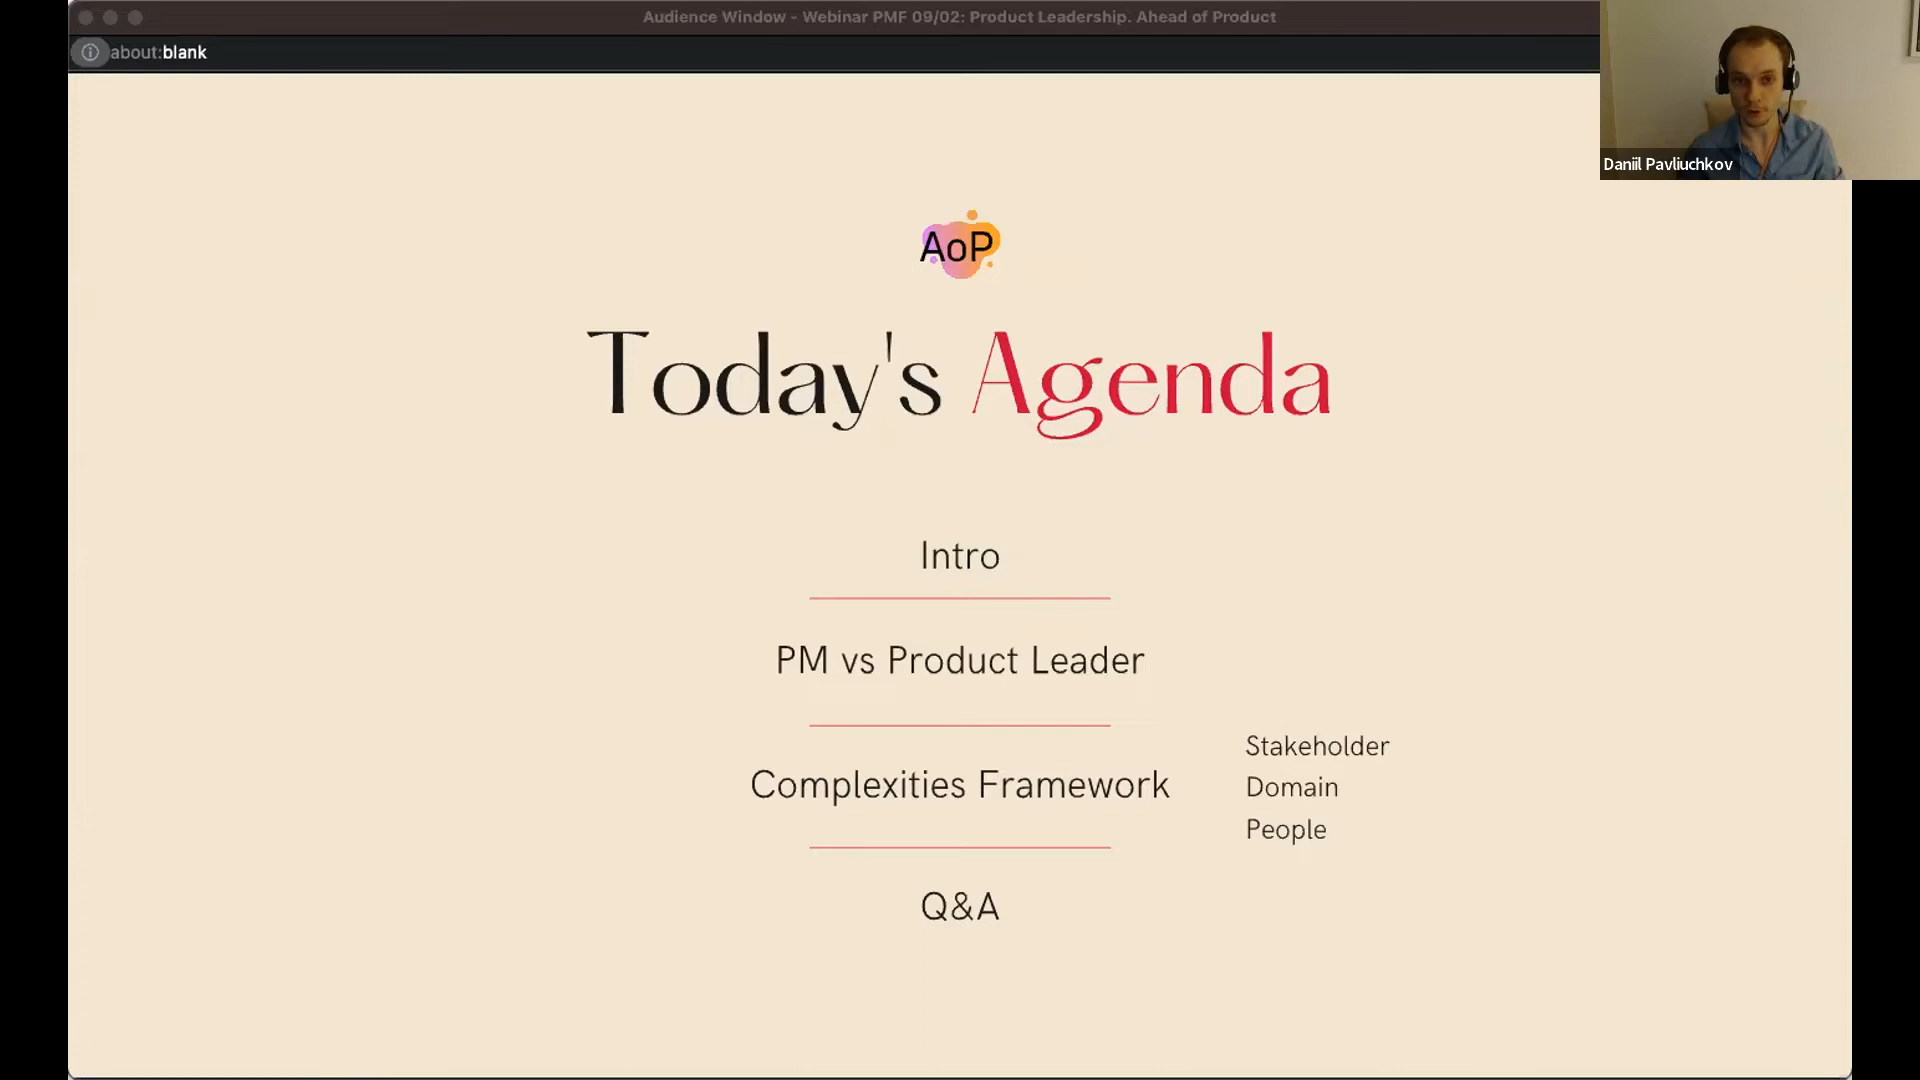 Audience Window - Webinar PMF 09/02: Product Leadership. Ahead of Product
about:blank
Daniil Pavliuchkov
AoP
Today's Agenda
Intro
PM vs Product Leader
Complexities Framework
Stakeholder
Domain
People
Q&A